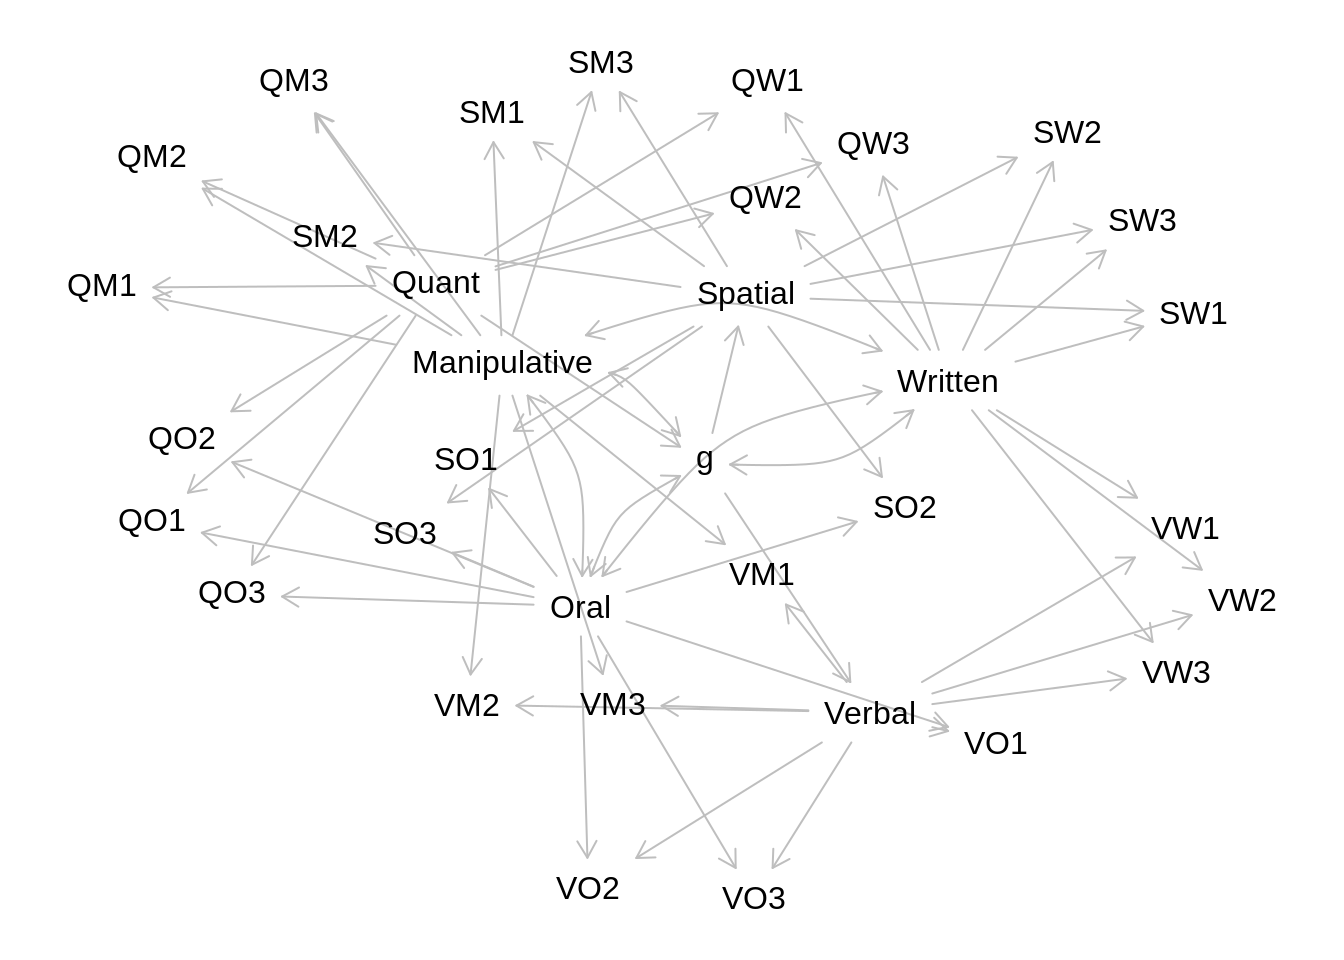 SM3
QM3
QW1
SM1
SW2
QW3
QM2
QW2
SW3
SM2
Quant
QM1
Spatial
SW1
Manipulative
Written
QO2
SO1
g
SO2
QO1
VW1
SO3
VM1
QO3
VW2
Oral
VW3
VM2
VM3
Verbal
VO1
VO2
VO3